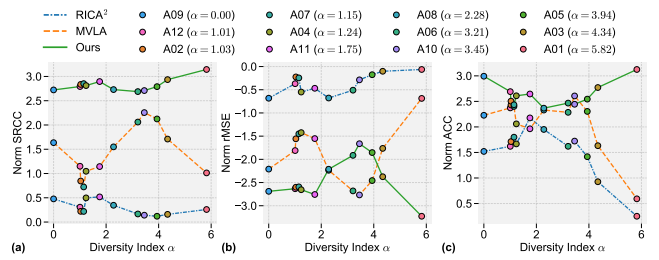 RICA² A09 (α = 0.00) A07 (α = 1.15) A08 (α = 2.28) A05 (α = 3.94)
MVLA A12 (α = 1.01) A04 (α = 1.24) A06 (α = 3.21) A03 (α = 4.34)
Ours A02 (α = 1.03) A11 (α = 1.75) A10 (α = 3.45) A01 (α = 5.82)
Norm SRCC
3.0
2.5
2.0
1.5
1.0
0.5
0.0
0 2 4 6
(a) Diversity Index α
Norm rMSE
0.0
−0.5
−1.0
−1.5
−2.0
−2.5
−3.0
0 2 4 6
(b) Diversity Index α
Norm ACC
3.0
2.5
2.0
1.5
1.0
0.5
0 2 4 6
(c) Diversity Index α